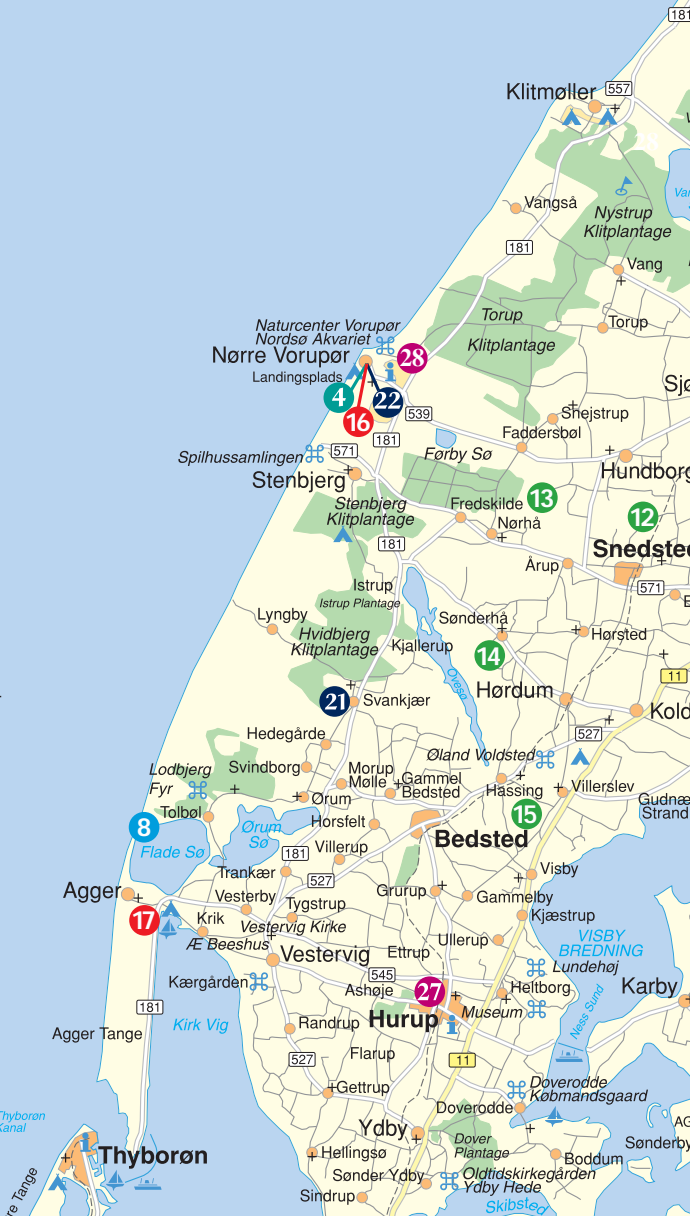 181
Klitmøller
557
Vangså
Nystrup
Klitplantage
181
Vang
Torup
Torup
Klitplantage
Naturcenter Vorupør
Nordsø Akvariet
Nørre Vorupør
28
Landingsplads
4
22
16
539
Shejstrup
181
Faddersbøl
571
Førby Sø
Spilhussamlingen
Hundborg
Stenbjerg
13
Stenbjerg
Klitplantage
Fredskilde
12
Nørhå
181
Snedsted
Årup
571
Istrup
Istrup Plantage
Lyngby
Sønderhå
Hvidbjerg
Klitplantage
Hørsted
Kjallerup
14
Ovesø
11
Hørdum
21
Svankjær
Kold
527
Hedegårde
Øland Voldsted
Svindborg
Morup
Mølle
Lodbjerg
Fyr
Gammel
Bedsted
Hassing
Villerslev
Ørum
Gudnæ
Strand
Tolbøl
8
Ørum
Sø
Horsfelt
15
Bedsted
Flade Sø
181
Villerup
Trankær
527
Visby
Agger
Grurup
Vesterby
Tygstrup
Gammelby
17
Krik
Vestervig Kirke
Kjæstrup
Æ Beeshus
Ullerup
VISBY
BREDNING
Vestervig
Ettrup
Lundehøj
545
Kærgården
Ashøje
27
Heltborg
Karby
181
Hurup
Museum
Ness Sund
Kirk Vig
Randrup
Agger Tange
527
Flarup
11
Gettrup
Doverodde
Købmandsgaard
Doverodde
Thyborøn
Kanal
Ydby
Dover
Plantage
Sønderby
Thyborøn
Hellingsø
Boddum
Sønder Ydby
Oldtidskirkegården
Ydby Hede
Sindrup
Skibsted